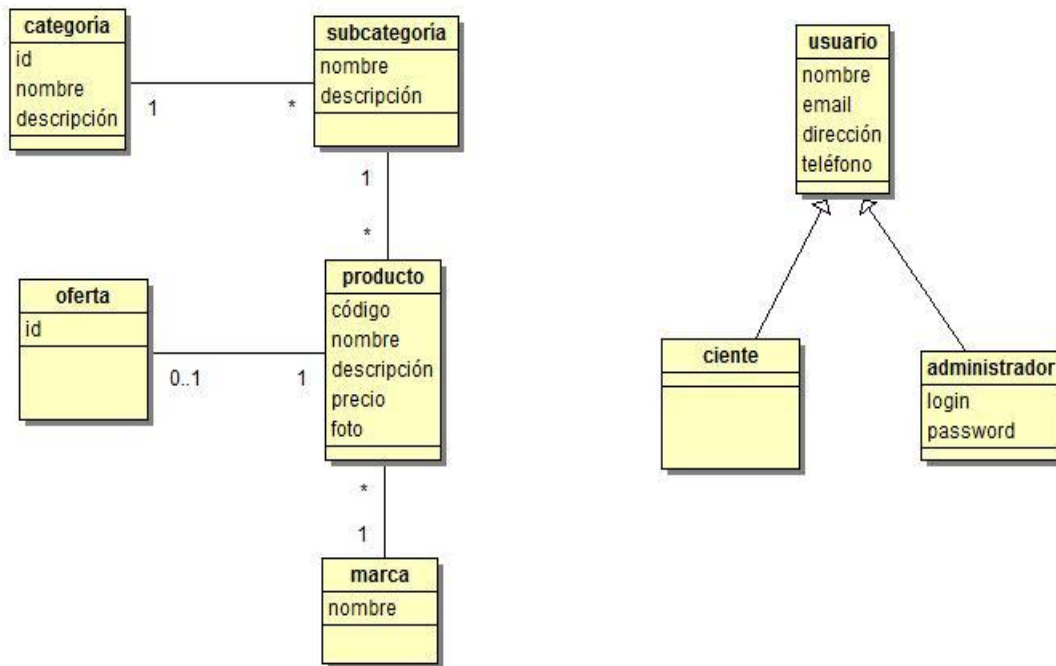 categoría
id
nombre
descripción
1
*
subcategoría
nombre
descripción
1
*
oferta
id
0..1
1
producto
código
nombre
descripción
precio
foto
*
1
marca
nombre
usuario
nombre
email
dirección
teléfono
ciente
administrador
login
password